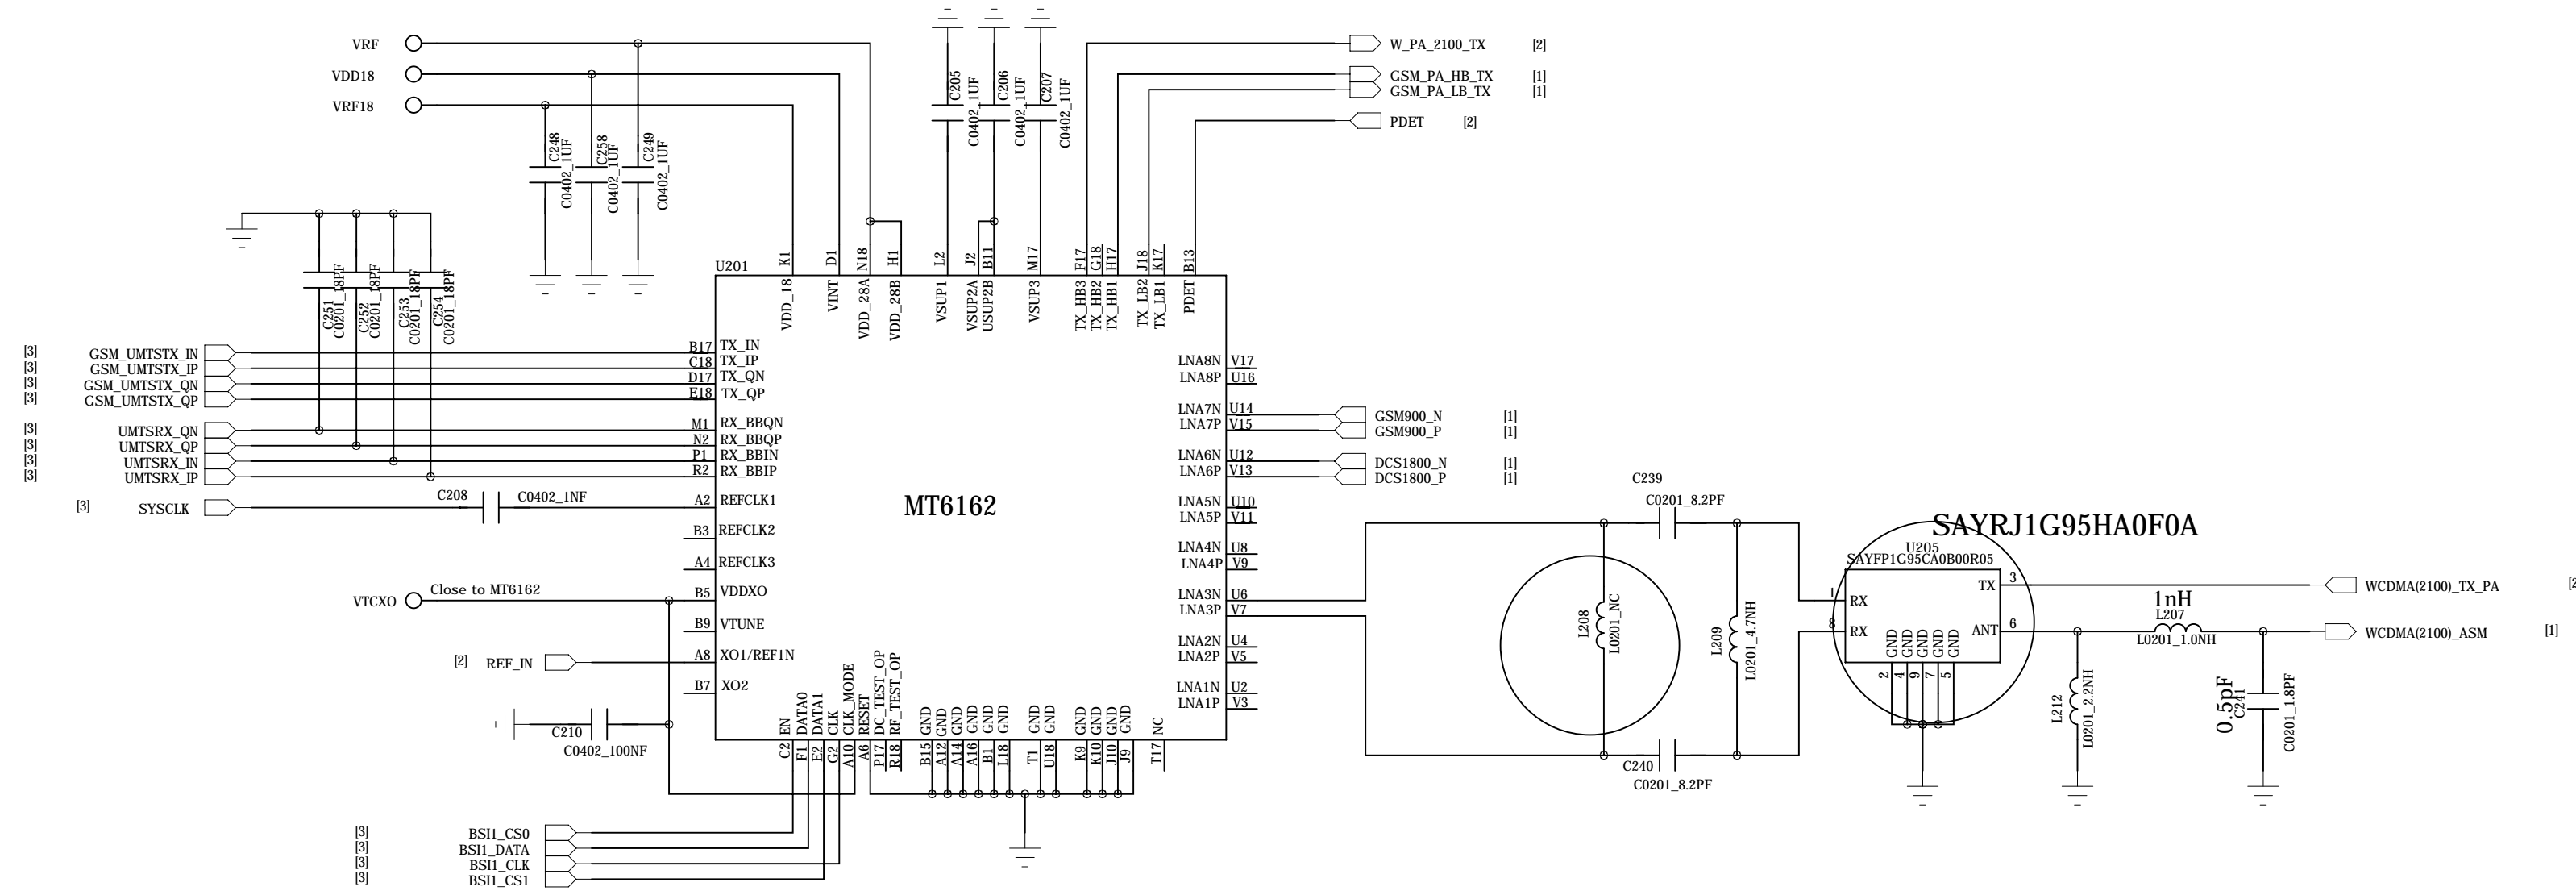 VRF
VDD18
VRF18
C248
C0402_1UF
C258
C0402_1UF
C249
C0402_1UF
C205
C0402_1UF
C206
C0402_1UF
C207
C0402_1UF
W_PA_2100_TX [2]
GSM_PA_HB_TX [1]
GSM_PA_LB_TX [1]
PDET [2]
C251
C0201_18PF
C252
C0201_18PF
C253
C0201_18PF
C254
C0201_18PF
U201
K1
D1
N18
H1
L2
J2
B11
M17
F17
G18
H17
J18
K17
B13
VDD_18
VINT
VDD_28A
VDD_28B
VSUP1
VSUP2A
USUP2B
VSUP3
TX_HB3
TX_HB2
TX_HB1
TX_LB2
TX_LB1
PDET
[3] GSM_UMTSTX_IN B17 TX_IN
[3] GSM_UMTSTX_IP C18 TX_IP
[3] GSM_UMTSTX_QN D17 TX_QN
[3] GSM_UMTSTX_QP E18 TX_QP
[3] UMTSRX_QN M1 RX_BBQN
[3] UMTSRX_QP N2 RX_BBQP
[3] UMTSRX_IN P1 RX_BBIN
[3] UMTSRX_IP R2 RX_BBIP
[3] SYSCLK C208 C0402_1NF A2 REFCLK1
B3 REFCLK2
A4 REFCLK3
VTCXO Close to MT6162 B5 VDDXO
B9 VTUNE
[2] REF_IN A8 XO1/REF1N
B7 XO2
C210
C0402_100NF
MT6162
LNA8N V17
LNA8P U16
LNA7N U14 GSM900_N [1]
LNA7P V15 GSM900_P [1]
LNA6N U12 DCS1800_N [1]
LNA6P V13 DCS1800_P [1]
LNA5N U10
LNA5P V11
LNA4N U8
LNA4P V9
LNA3N U6
LNA3P V7
LNA2N U4
LNA2P V5
LNA1N U2
LNA1P V3
EN
DATA0
DATA1
CLK
CLK_MODE
RESET
DC_TEST_OP
RF_TEST_OP
GND
GND
GND
GND
GND
GND
GND
GND
GND
GND
GND
GND
NC
C2
F1
E2
G2
A10
A6
P17
R18
B15
A12
A14
A16
B1
L18
T1
U18
K9
K10
J10
J9
T17
[3] BSI1_CS0
[3] BSI1_DATA
[3] BSI1_CLK
[3] BSI1_CS1
C239
C0201_8.2PF
L208
L0201_NC
L209
L0201_4.7NH
C240
C0201_8.2PF
SAYRJ1G95HA0F0A
U205
SAYFP1G95CA0B00R05
1 RX
8 RX
TX 3
ANT 6
GND
GND
GND
GND
GND
2
4
9
7
5
WCDMA(2100)_TX_PA
1nH
L207
L0201_1.0NH
WCDMA(2100)_ASM [1]
L212
L0201_2.2NH
0.5pF
C241
C0201_1.8PF